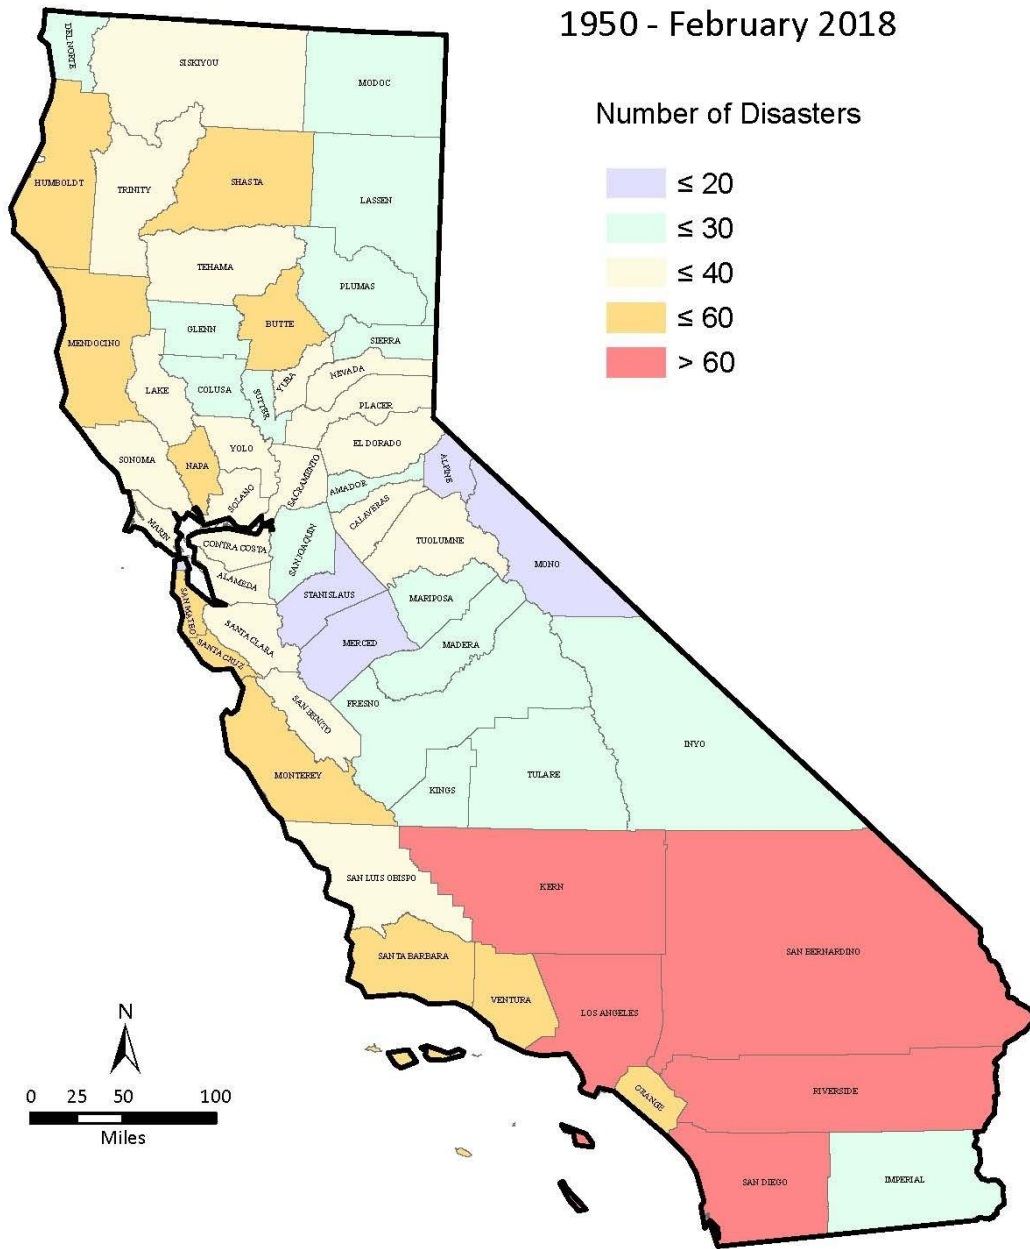 1950 - February 2018
Number of Disasters
≤ 20
≤ 30
≤ 40
≤ 60
> 60
DEL NORTE
SISKIYOU
MODOC
HUMBOLDT
TRINITY
SHASTA
LASSEN
TEHAMA
PLUMAS
MENDOCINO
GLENN
BUTTE
SIERRA
LAKE
COLUSA
SUTTER
YUBA
NEVADA
PLACER
SONOMA
NAPA
YOLO
EL DORADO
SOLANO
SACRAMENTO
AMADOR
ALPINE
MARIN
CALAVERAS
TUOLUMNE
CONTRA COSTA
SAN JOAQUIN
MONO
ALAMEDA
STANISLAUS
MARIPOSA
SAN MATEO
SANTA CLARA
MERCED
MADERA
SANTA CRUZ
SAN BENITO
FRESNO
INYO
MONTEREY
KINGS
TULARE
SAN LUIS OBISPO
KERN
SAN BERNARDINO
SANTA BARBARA
VENTURA
LOS ANGELES
ORANGE
RIVERSIDE
SAN DIEGO
IMPERIAL
N
0 25 50 100
Miles